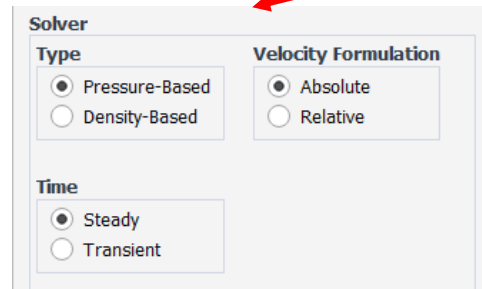 Solver
Type
Velocity Formulation
Pressure-Based
Absolute
Density-Based
Relative
Time
Steady
Transient